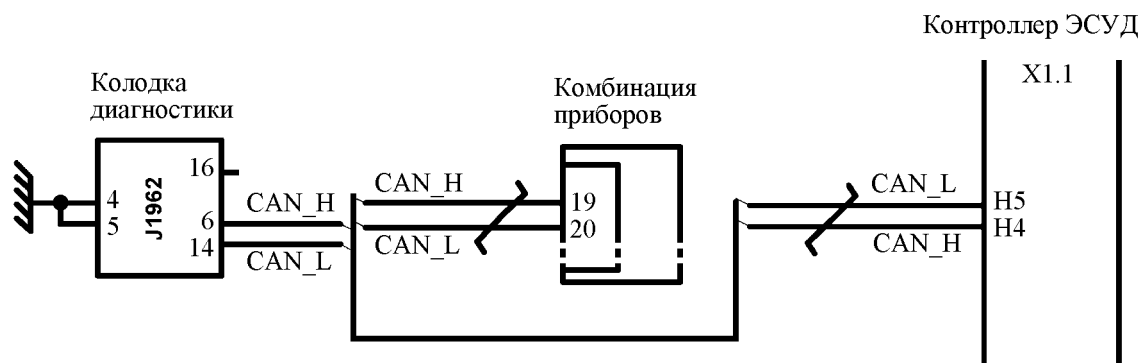 Контроллер ЭСУД
X1.1
Колодка
диагностики
Комбинация
приборов
16
4
5
J1962
6
14
CAN_H
CAN_L
CAN_H
CAN_L
19
20
CAN_L
CAN_H
H5
H4